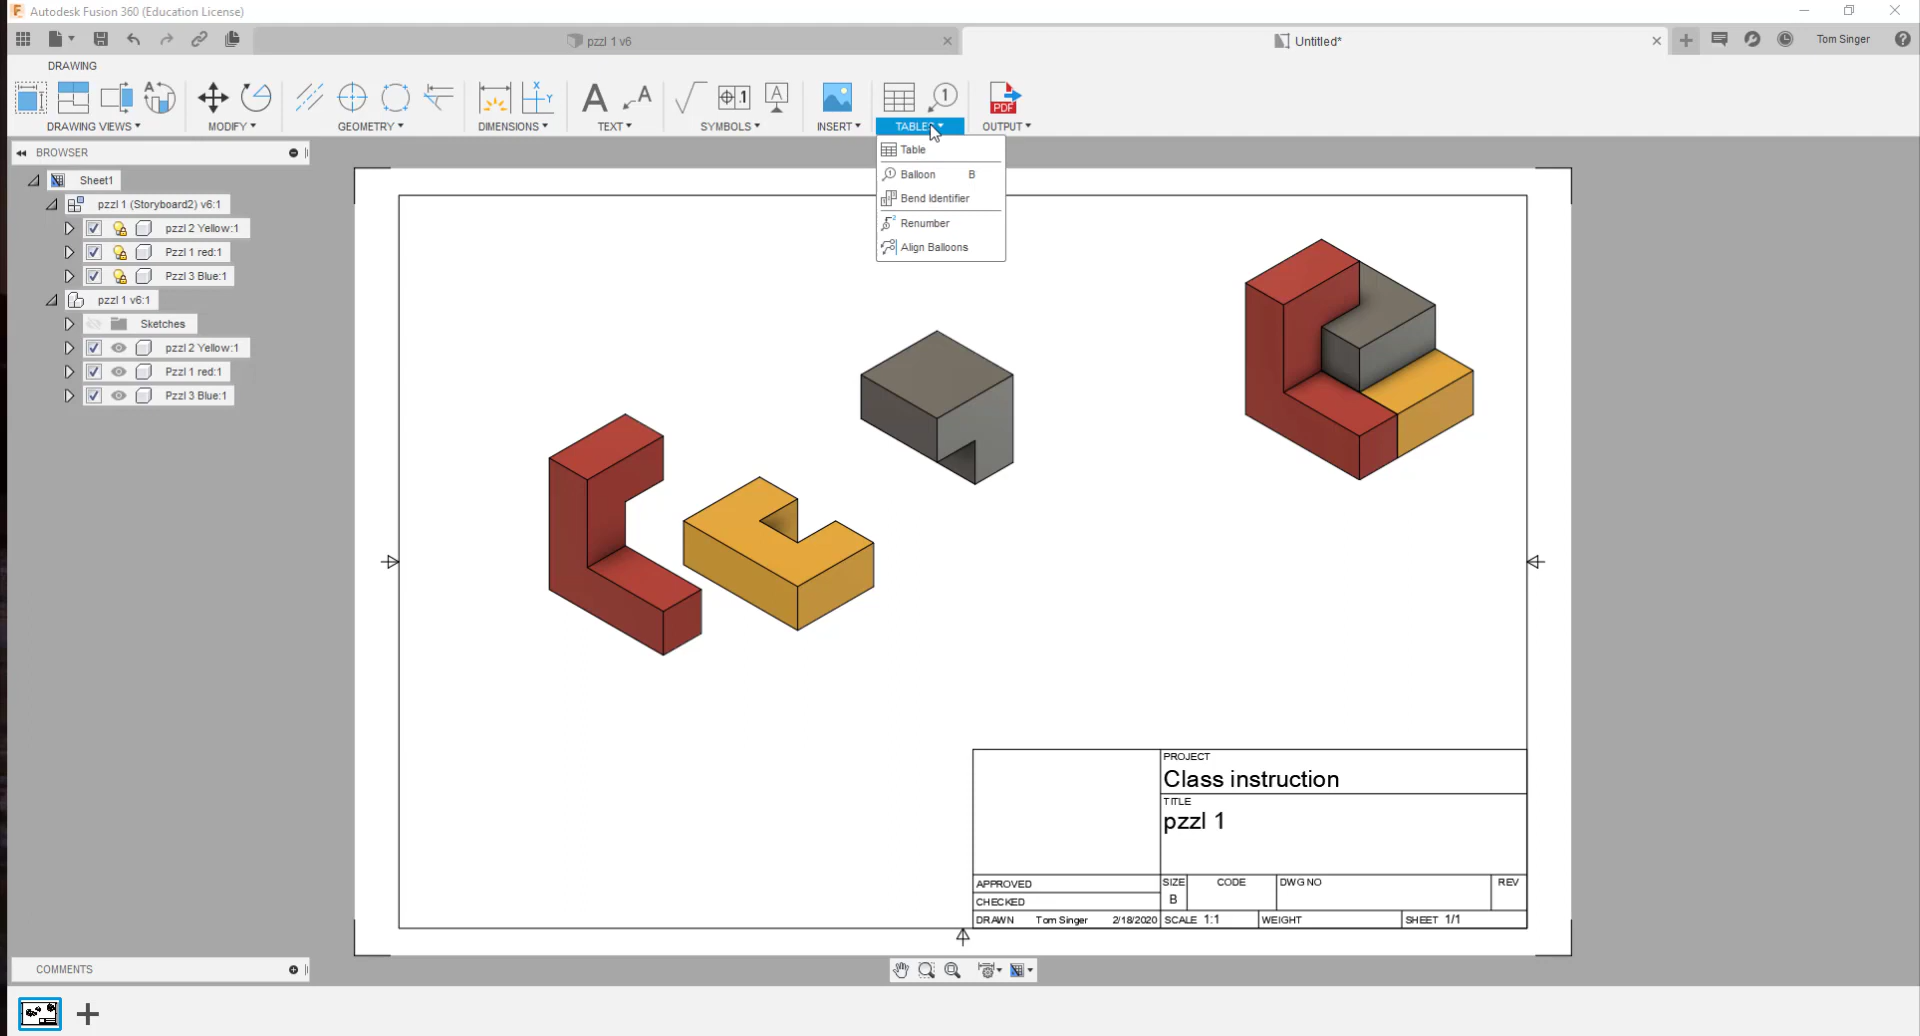 Autodesk Fusion 360 (Education License)
pzzl 1 v6
Untitled*
Tom Singer
DRAWING
DRAWING VIEWS
MODIFY
GEOMETRY
DIMENSIONS
TEXT
SYMBOLS
INSERT
TABLES
OUTPUT
PDF
Table
Balloon B
Bend Identifier
Renumber
Align Balloons
BROWSER
Sheet1
pzzl 1 (Storyboard2) v6:1
pzzl 2 Yellow:1
Pzzl 1 red:1
Pzzl 3 Blue:1
pzzl 1 v6:1
Sketches
pzzl 2 Yellow:1
Pzzl 1 red:1
Pzzl 3 Blue:1
PROJECT
Class instruction
TITLE
pzzl 1
APPROVED
CHECKED
DRAWN Tom Singer 2/18/2020
SIZE
B
CODE
DWG NO
REV
SCALE 1:1
WEIGHT
SHEET 1/1
COMMENTS